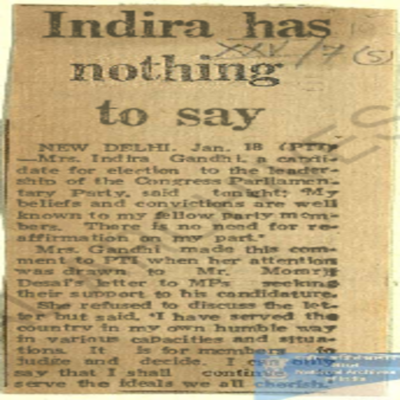 Indira has
nothing
to say
XXV/7 (5)
NEW DELHI, Jan. 18 (PTI)
—Mrs. Indira Gandhi, a candi-
date for election to the leader-
ship of the Congress Parliamen-
tary Party, said tonight: "My
beliefs and convictions are well
known to my fellow party mem-
bers. There is no need for re-
affirmation on my part."
Mrs. Gandhi made this com-
ment to PTI when her attention
was drawn to Mr. Morarji
Desai's letter to MPs seeking
their support to his candidature.
She refused to discuss the let-
ter but said, "I have served the
country in my own humble way
in various capacities and situa-
tions. It is for members to
judge and decide. I can only
say that I shall continue
serve the ideals we all cherish.